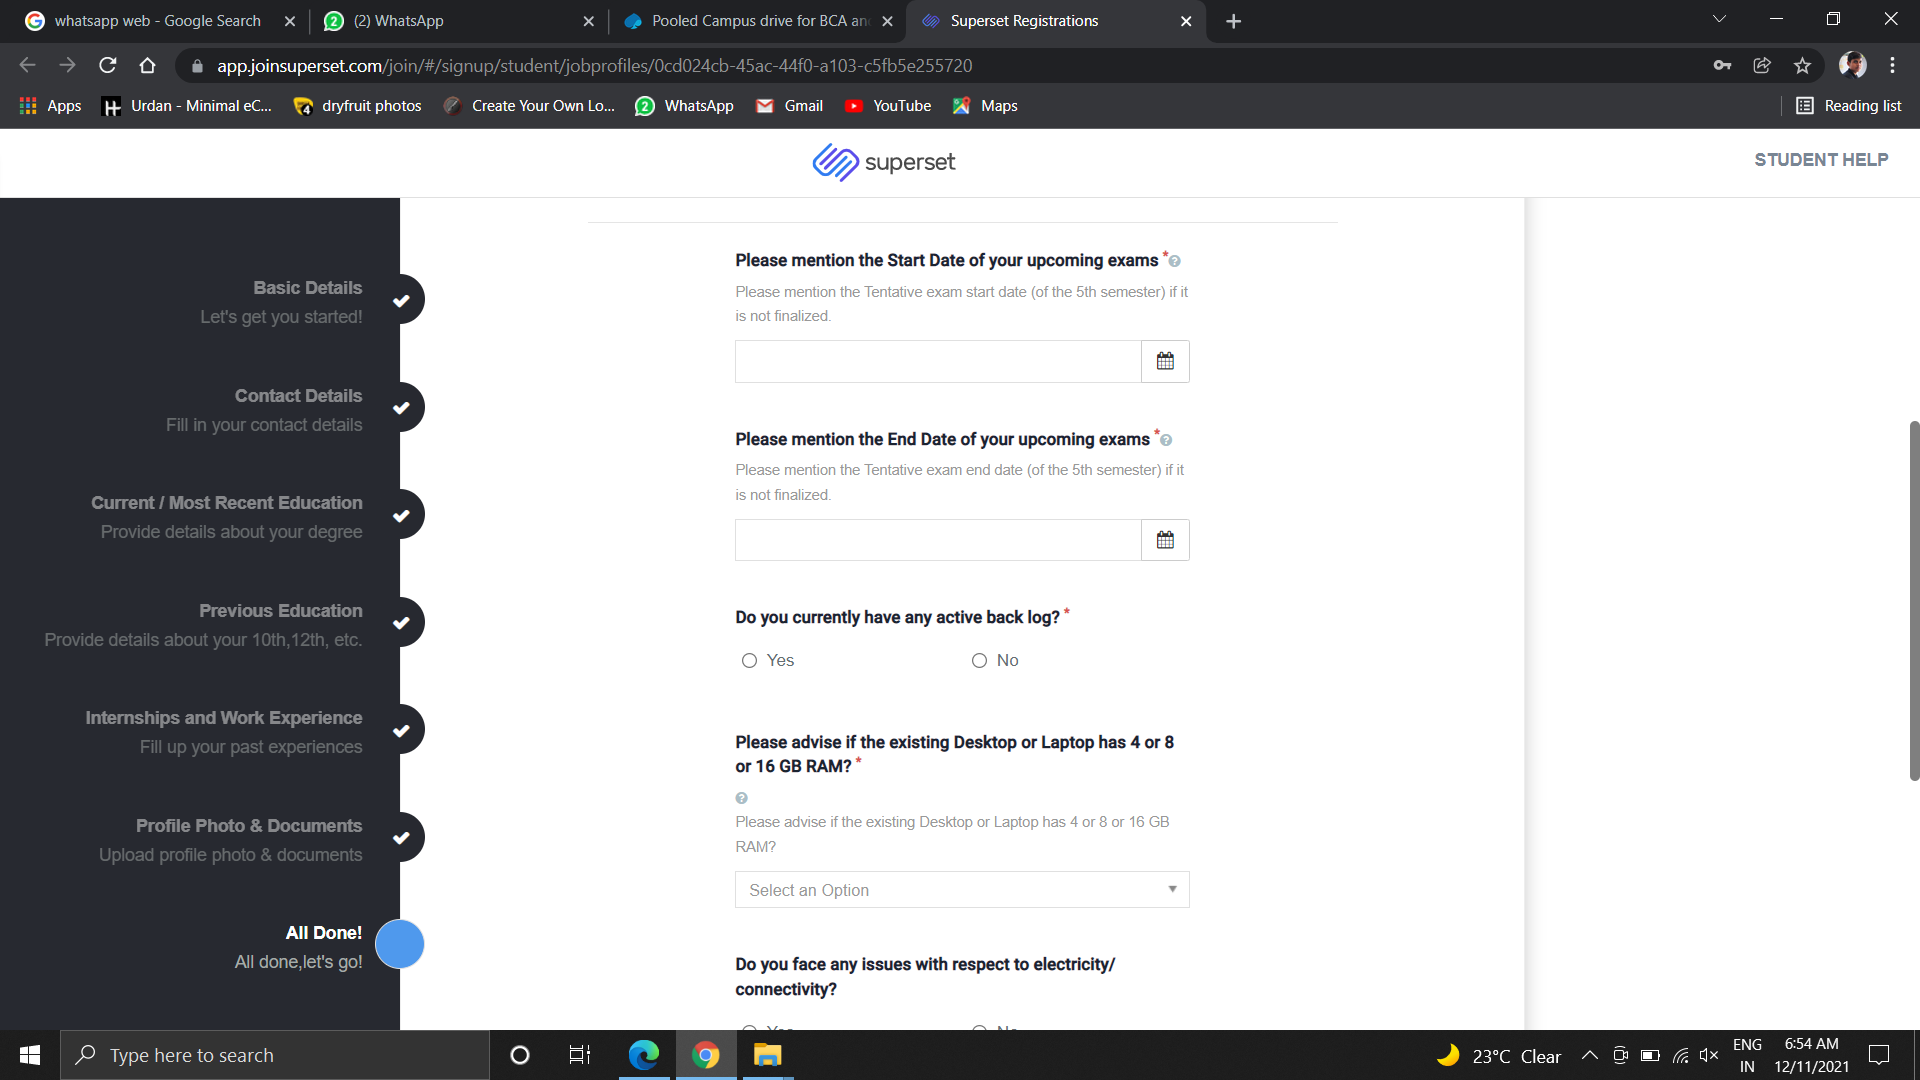 whatsapp web - Google Search
(2) WhatsApp
Pooled Campus drive for BCA an
Superset Registrations
app.joinsuperset.com/join/#/signup/student/jobprofiles/0cd024cb-45ac-44f0-a103-c5fb5e255720
Apps
Urdan - Minimal eC...
dryfruit photos
Create Your Own Lo...
WhatsApp
Gmail
YouTube
Maps
Reading list
superset
STUDENT HELP
Basic Details
Let's get you started!
Contact Details
Fill in your contact details
Current / Most Recent Education
Provide details about your degree
Previous Education
Provide details about your 10th,12th, etc.
Internships and Work Experience
Fill up your past experiences
Profile Photo & Documents
Upload profile photo & documents
All Done!
All done,let's go!
Please mention the Start Date of your upcoming exams *
Please mention the Tentative exam start date (of the 5th semester) if it
is not finalized.
Please mention the End Date of your upcoming exams *
Please mention the Tentative exam end date (of the 5th semester) if it
is not finalized.
Do you currently have any active back log? *
Yes
No
Please advise if the existing Desktop or Laptop has 4 or 8
or 16 GB RAM? *
Please advise if the existing Desktop or Laptop has 4 or 8 or 16 GB
RAM?
Select an Option
Do you face any issues with respect to electricity/
connectivity?
Yes
No
Type here to search
23°C Clear
ENG
IN
6:54 AM
12/11/2021